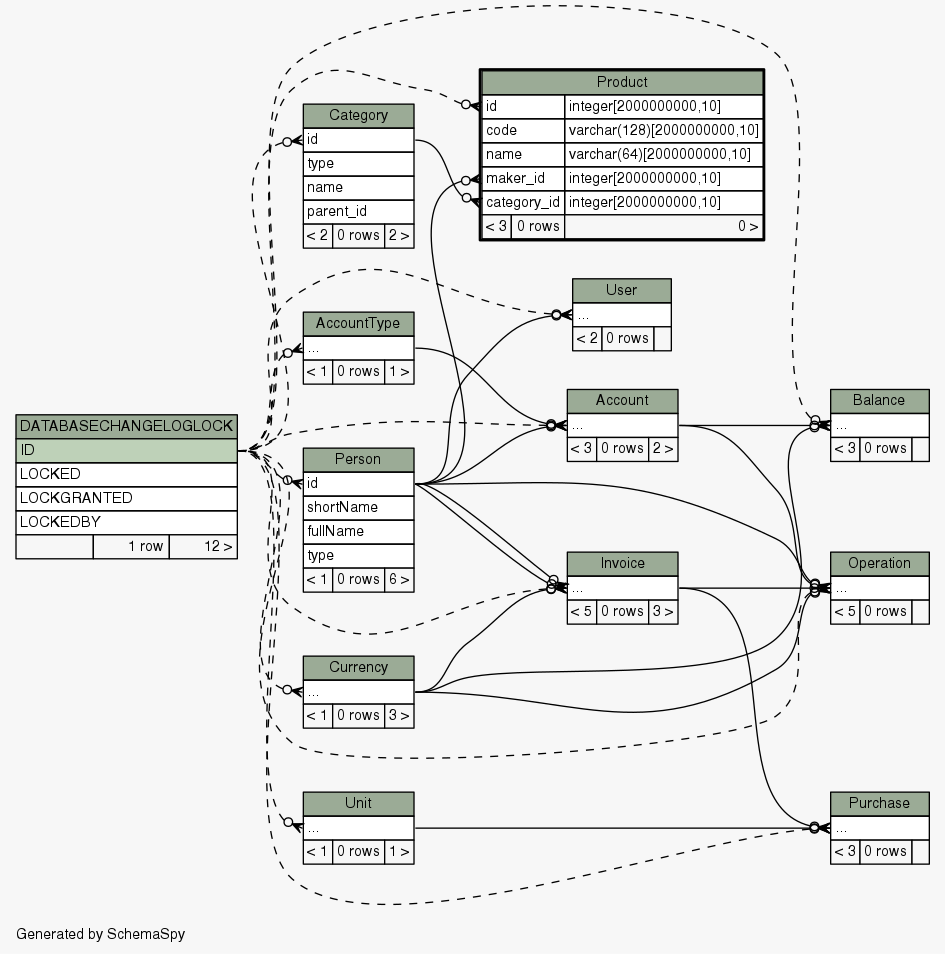 Product
id integer[2000000000,10]
code varchar(128)[2000000000,10]
name varchar(64)[2000000000,10]
maker_id integer[2000000000,10]
category_id integer[2000000000,10]
< 3 0 rows 0 >
Category
id
type
name
parent_id
< 2 0 rows 2 >
User
...
< 2 0 rows
AccountType
...
< 1 0 rows 1 >
Account
...
< 3 0 rows 2 >
Balance
...
< 3 0 rows
DATABASECHANGELOGLOCK
ID
LOCKED
LOCKGRANTED
LOCKEDBY
1 row 12 >
Person
id
shortName
fullName
type
< 1 0 rows 6 >
Invoice
...
< 5 0 rows 3 >
Operation
...
< 5 0 rows
Currency
...
< 1 0 rows 3 >
Unit
...
< 1 0 rows 1 >
Purchase
...
< 3 0 rows
Generated by SchemaSpy